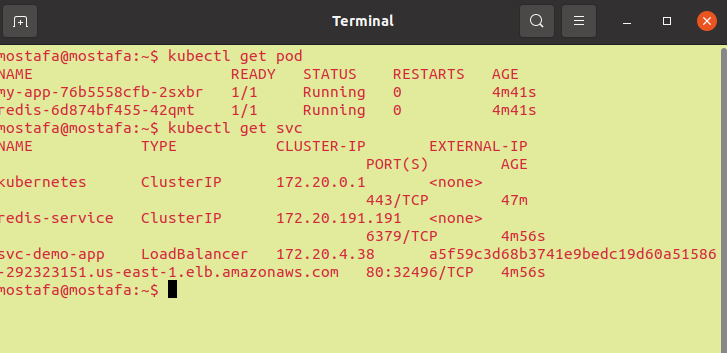 Terminal
mostafa@mostafa:~$ kubectl get pod
NAME                      READY   STATUS    RESTARTS   AGE
my-app-76b5558cfb-2sxbr   1/1     Running   0          4m41s
redis-6d874bf455-42qmt    1/1     Running   0          4m41s
mostafa@mostafa:~$ kubectl get svc
NAME            TYPE           CLUSTER-IP       EXTERNAL-IP
                                         PORT(S)        AGE
kubernetes      ClusterIP      172.20.0.1       <none>
                                         443/TCP        47m
redis-service   ClusterIP      172.20.191.191   <none>
                                         6379/TCP       4m56s
svc-demo-app    LoadBalancer   172.20.4.38      a5f59c3d68b3741e9bedc19d60a51586
-292323151.us-east-1.elb.amazonaws.com   80:32496/TCP   4m56s
mostafa@mostafa:~$